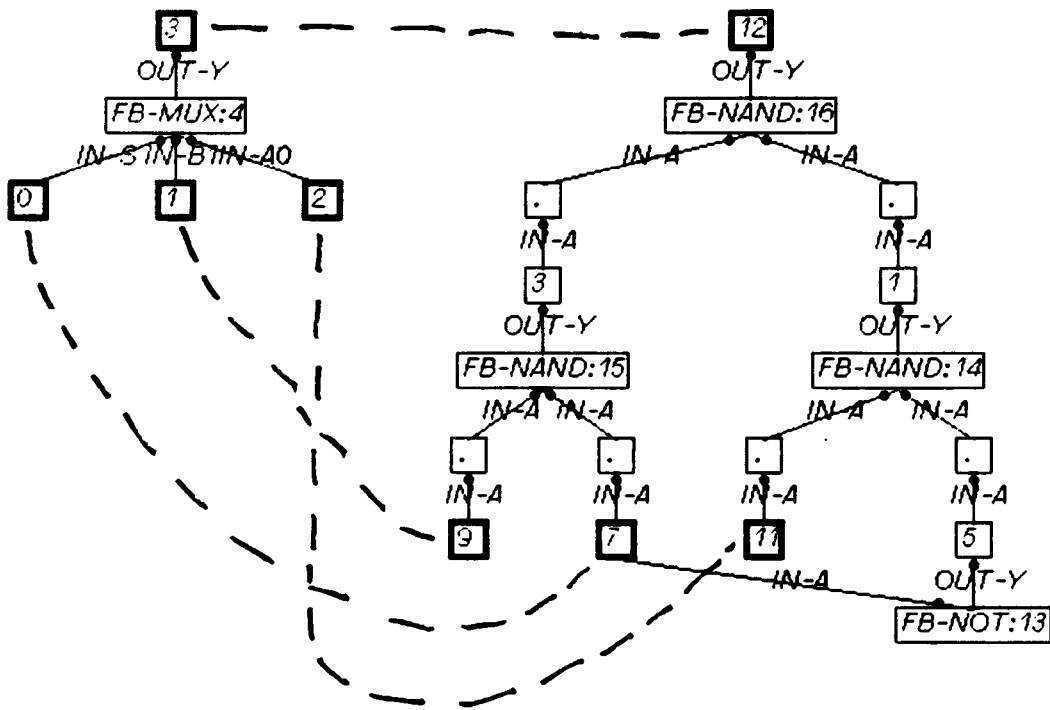 3 12
OUT-Y OUT-Y
FB-MUX:4 FB-NAND:16
IN-S IN-B1 IN-A0 IN-A IN-A
0 1 2 . .
IN-A IN-A
3 1
OUT-Y OUT-Y
FB-NAND:15 FB-NAND:14
IN-A IN-A IN-A IN-A
. . . .
IN-A IN-A IN-A IN-A
9 7 11 5
IN-A OUT-Y
FB-NOT:13